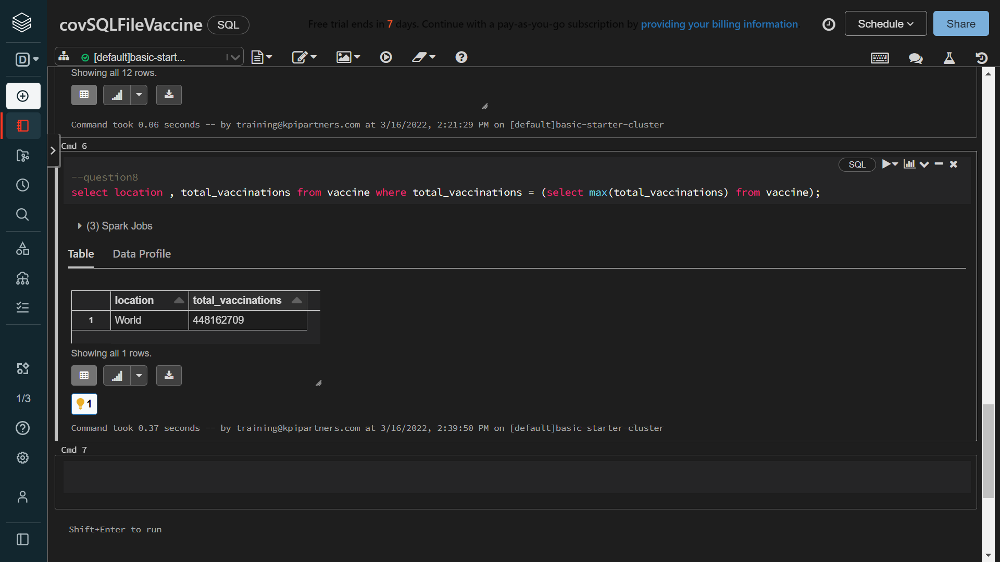 covSQLFileVaccine SQL
Free trial ends in 7 days. Continue with a pay-as-you-go subscription by providing your billing information.
Schedule
Share
D
[default]basic-start...
Showing all 12 rows.
Command took 0.06 seconds -- by training@kpipartners.com at 3/16/2022, 2:21:29 PM on [default]basic-starter-cluster
Cmd 6
SQL
--question8
select location , total_vaccinations from vaccine where total_vaccinations = (select max(total_vaccinations) from vaccine);
(3) Spark Jobs
Table Data Profile
location total_vaccinations
1 World 448162709
Showing all 1 rows.
1
1/3
Command took 0.37 seconds -- by training@kpipartners.com at 3/16/2022, 2:39:50 PM on [default]basic-starter-cluster
Cmd 7
Shift+Enter to run